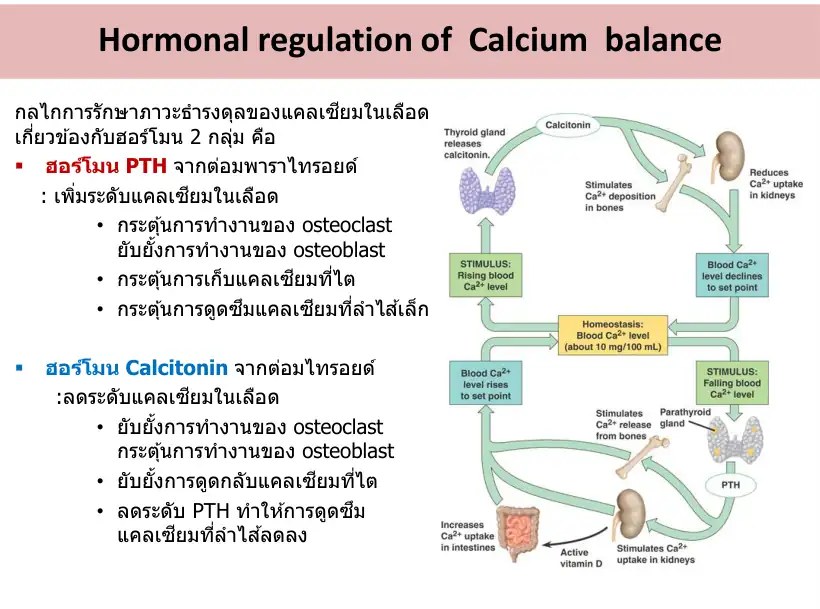 Hormonal regulation of Calcium balance
กลไกการรักษาภาวะธำรงดุลของแคลเซียมในเลือด
เกี่ยวข้องกับฮอร์โมน 2 กลุ่ม คือ
▪ ฮอร์โมน PTH จากต่อมพาราไทรอยด์
: เพิ่มระดับแคลเซียมในเลือด
• กระตุ้นการทำงานของ osteoclast
ยับยั้งการทำงานของ osteoblast
• กระตุ้นการเก็บแคลเซียมที่ไต
• กระตุ้นการดูดซึมแคลเซียมที่ลำไส้เล็ก
▪ ฮอร์โมน Calcitonin จากต่อมไทรอยด์
:ลดระดับแคลเซียมในเลือด
• ยับยั้งการทำงานของ osteoclast
กระตุ้นการทำงานของ osteoblast
• ยับยั้งการดูดกลับแคลเซียมที่ไต
• ลดระดับ PTH ทำให้การดูดซึม
แคลเซียมที่ลำไส้ลดลง
Thyroid gland
releases
calcitonin.
Calcitonin
Stimulates
Ca²⁺ deposition
in bones
Reduces
Ca²⁺ uptake
in kidneys
STIMULUS:
Rising blood
Ca²⁺ level
Blood Ca²⁺
level declines
to set point
Homeostasis:
Blood Ca²⁺ level
(about 10 mg/100 mL)
Blood Ca²⁺
level rises
to set point
STIMULUS:
Falling blood
Ca²⁺ level
Stimulates
Ca²⁺ release
from bones
Parathyroid
gland
PTH
Increases
Ca²⁺ uptake
in intestines
Active
vitamin D
Stimulates Ca²⁺
uptake in kidneys